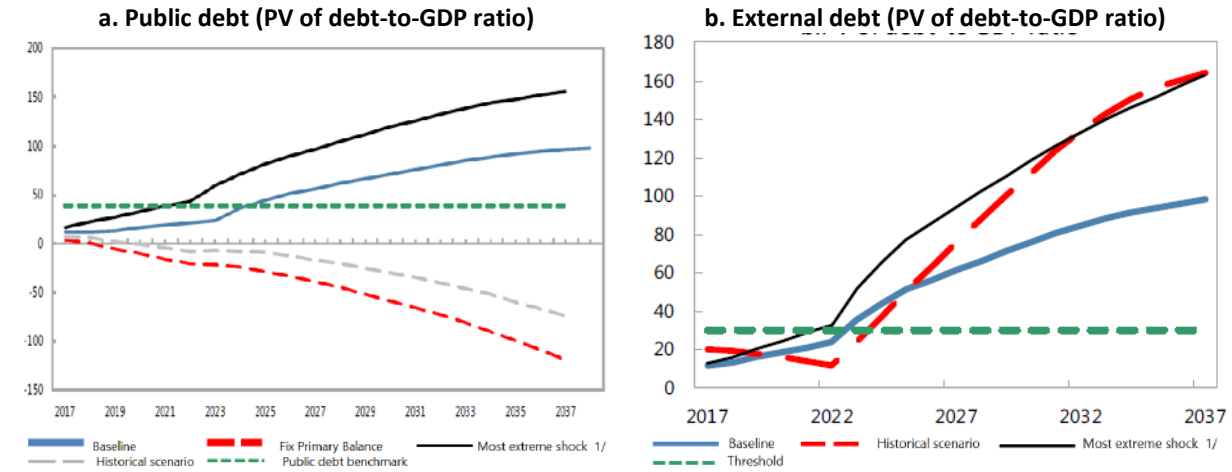 a. Public debt (PV of debt-to-GDP ratio)
200
150
100
50
0
-50
-100
-150
2017 2019 2021 2023 2025 2027 2029 2031 2033 2035 2037
Baseline Fix Primary Balance Most extreme shock 1/
Historical scenario Public debt benchmark
b. External debt (PV of debt-to-GDP ratio)
180
160
140
120
100
80
60
40
20
0
2017 2022 2027 2032 2037
Baseline Historical scenario Most extreme shock 1/
Threshold